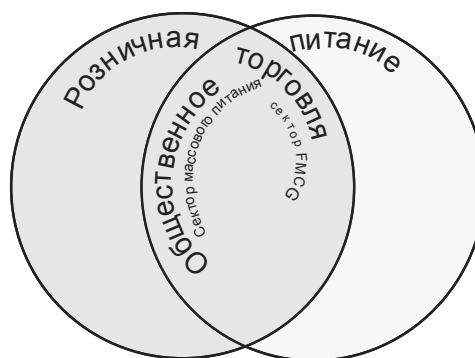 Розничная торговля
Общественное питание
Сектор массового питания
сектор FMCG